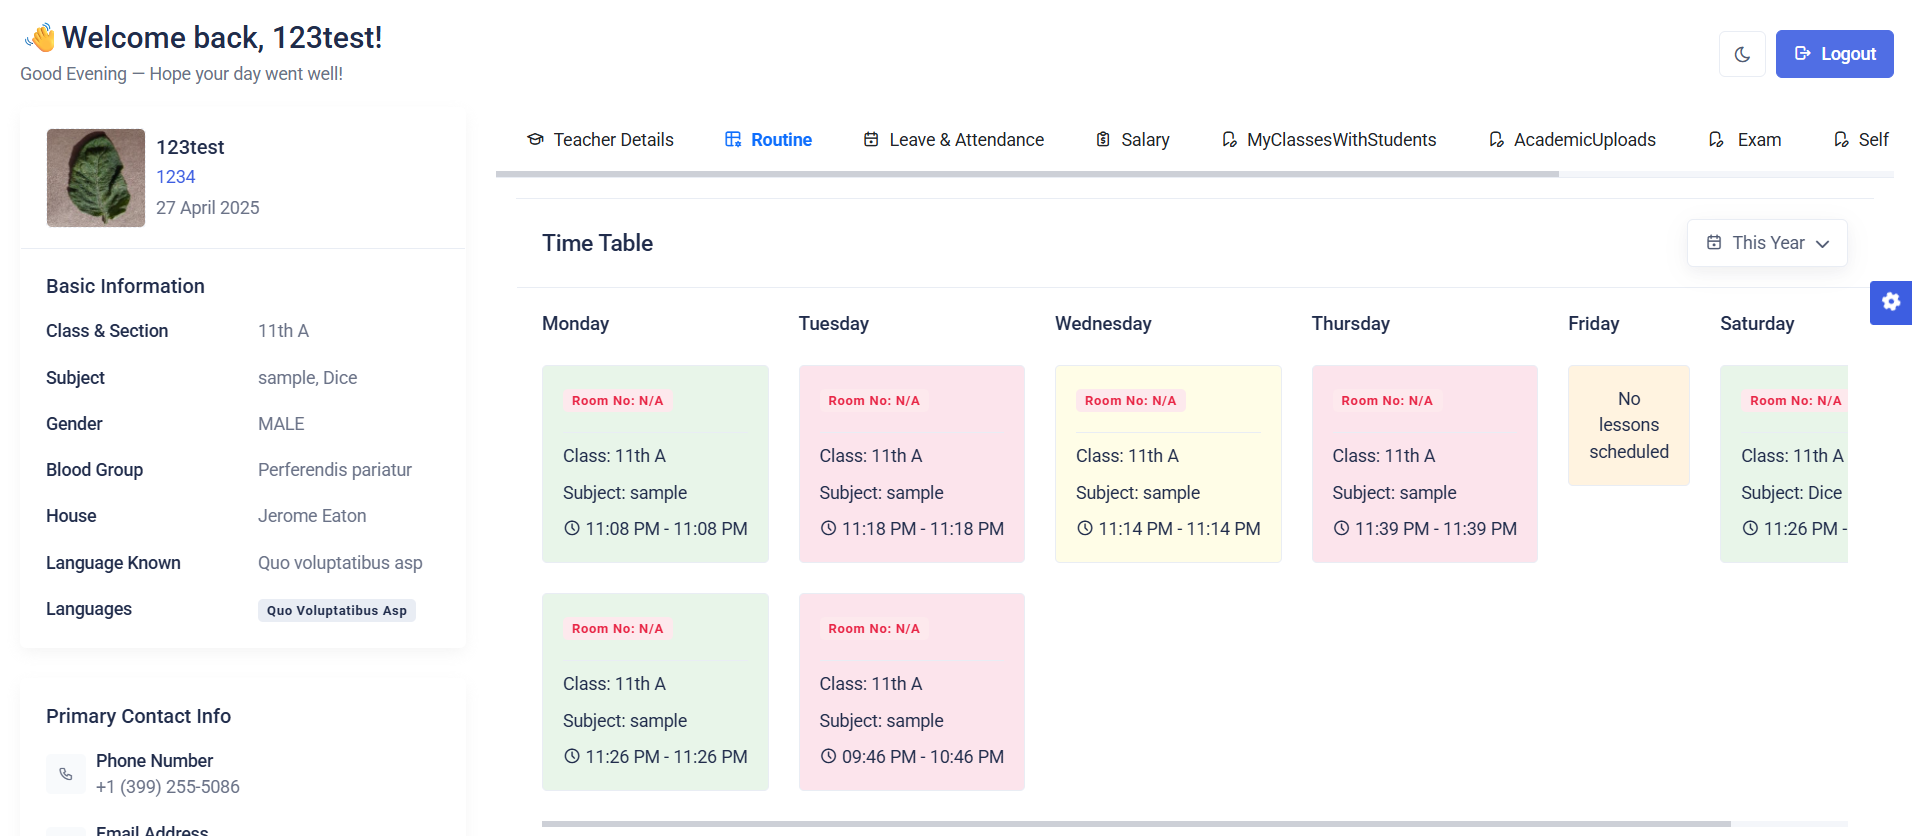 Welcome back, 123test!
Good Evening — Hope your day went well!
Logout
123test
1234
27 April 2025
Basic Information
Class & Section 11th A
Subject sample, Dice
Gender MALE
Blood Group Perferendis pariatur
House Jerome Eaton
Language Known Quo voluptatibus asp
Languages Quo Voluptatibus Asp
Primary Contact Info
Phone Number
+1 (399) 255-5086
Email Address
Teacher Details Routine Leave & Attendance Salary MyClassesWithStudents AcademicUploads Exam Self
Time Table
This Year
Monday
Room No: N/A
Class: 11th A
Subject: sample
11:08 PM - 11:08 PM
Room No: N/A
Class: 11th A
Subject: sample
11:26 PM - 11:26 PM
Tuesday
Room No: N/A
Class: 11th A
Subject: sample
11:18 PM - 11:18 PM
Room No: N/A
Class: 11th A
Subject: sample
09:46 PM - 10:46 PM
Wednesday
Room No: N/A
Class: 11th A
Subject: sample
11:14 PM - 11:14 PM
Thursday
Room No: N/A
Class: 11th A
Subject: sample
11:39 PM - 11:39 PM
Friday
No
lessons
scheduled
Saturday
Room No: N/A
Class: 11th A
Subject: Dice
11:26 PM -